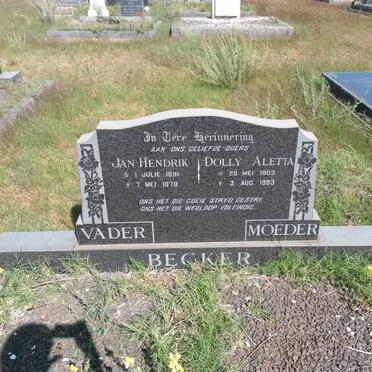 In Tere Herinnering
AAN ONS GELIEFDE OUERS
JAN HENDRIK DOLLY ALETTA
1 JULIE 1891 28 MEI 1903
7 MEI 1979 3 AUG. 1983
ONS HET DIE GOEIE STRYD GESTRY,
ONS HET DIE WEDLOOP VOLEINDIG.
VADER MOEDER
BECKER